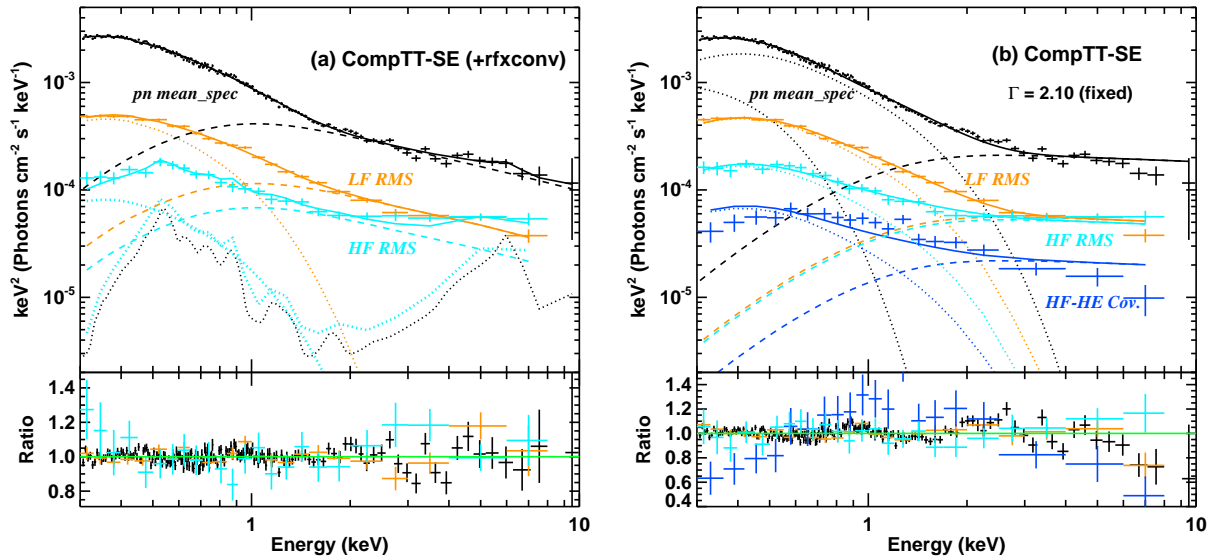 (a) CompTT-SE (+rfxconv)
pn mean_spec
LF RMS
HF RMS
keV² (Photons cm⁻² s⁻¹ keV⁻¹)
10⁻³
10⁻⁴
10⁻⁵
Ratio
1.4
1.2
1.0
0.8
1
10
Energy (keV)
(b) CompTT-SE
pn mean_spec
Γ = 2.10 (fixed)
LF RMS
HF RMS
HF-HE Cov.
keV² (Photons cm⁻² s⁻¹ keV⁻¹)
10⁻³
10⁻⁴
10⁻⁵
Ratio
1.4
1.2
1.0
0.8
0.6
0.4
1
10
Energy (keV)